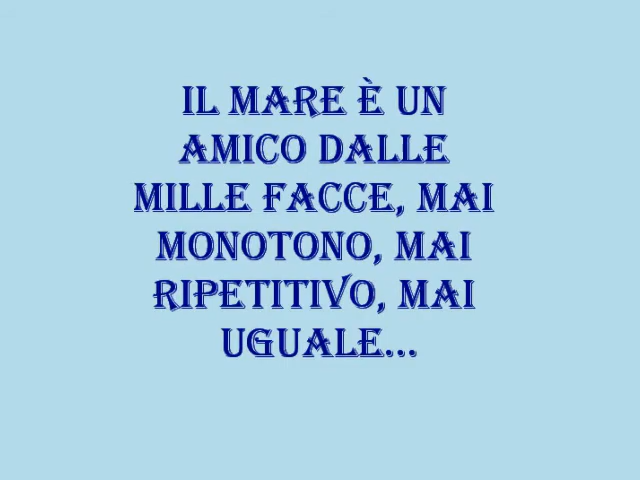 IL MARE È UN
AMICO DALLE
MILLE FACCE, MAI
MONOTONO, MAI
RIPETITIVO, MAI
UGUALE...